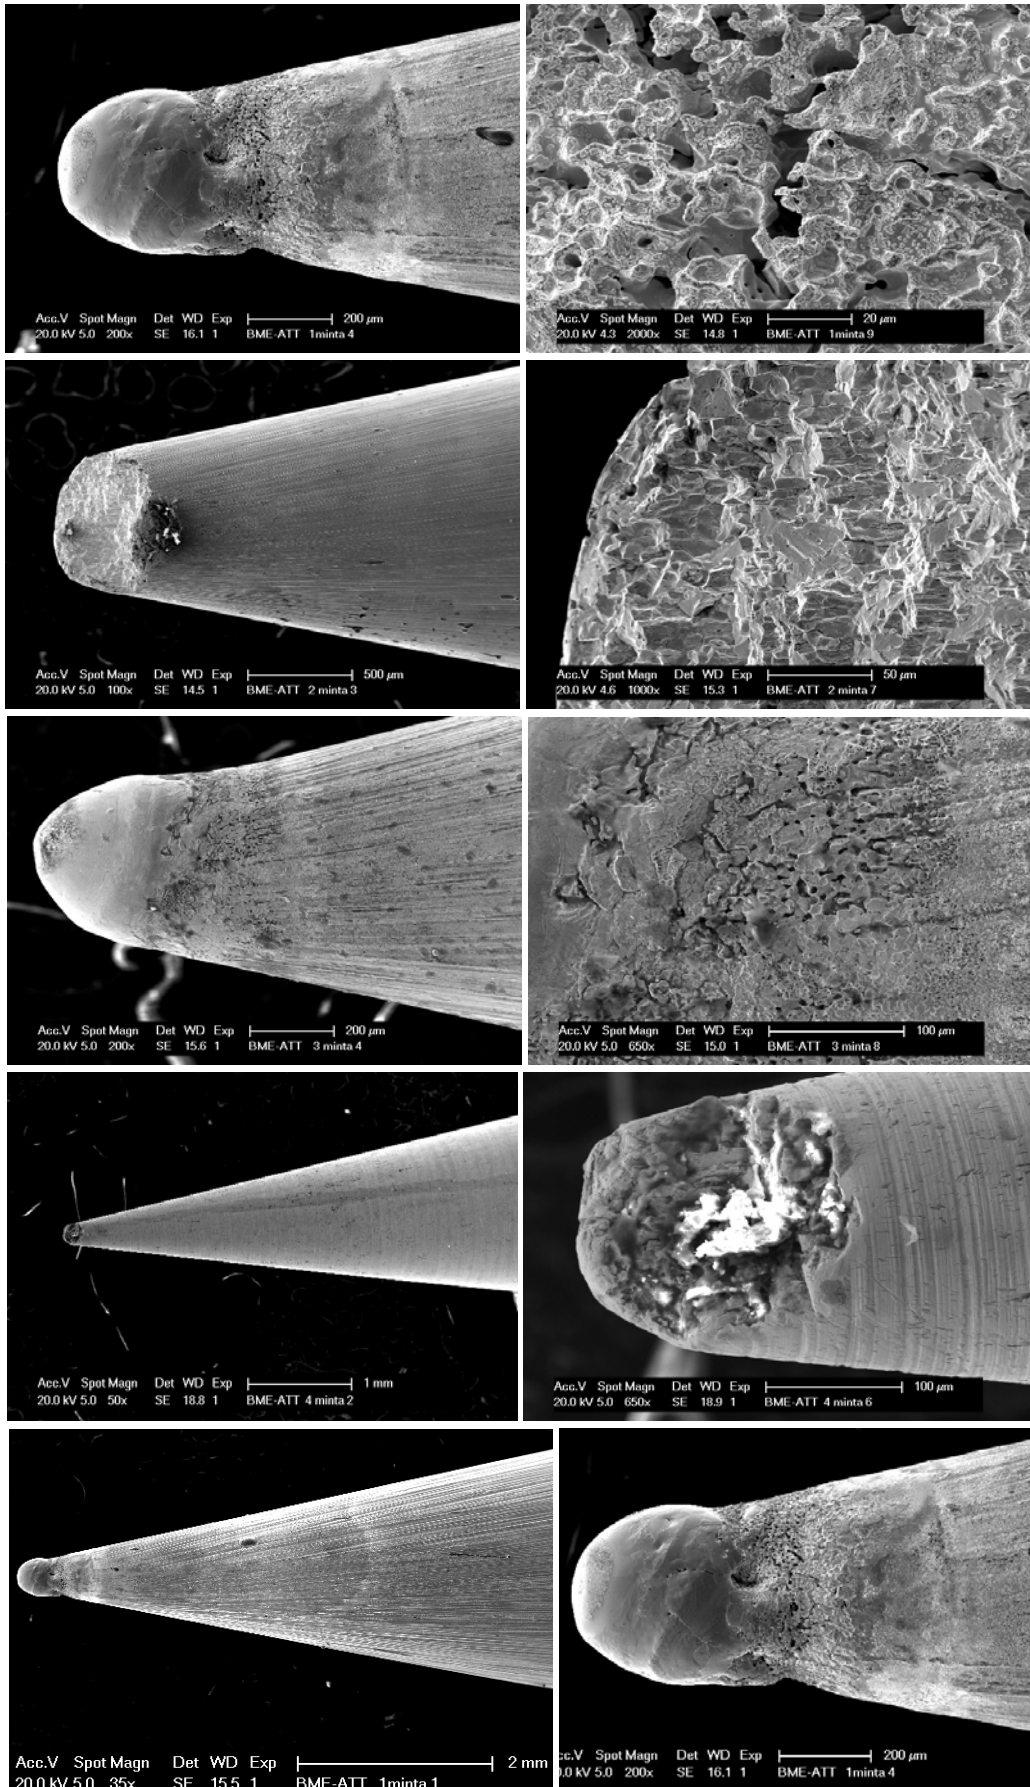 Acc.V Spot Magn Det WD Exp 200 µm
20.0 kV 5.0 200x SE 16.1 1 BME-ATT 1minta 4
Acc.V Spot Magn Det WD Exp 20 µm
20.0 kV 4.3 2000x SE 14.8 1 BME-ATT 1minta 9
Acc.V Spot Magn Det WD Exp 500 µm
20.0 kV 5.0 100x SE 14.5 1 BME-ATT 2 minta 3
Acc.V Spot Magn Det WD Exp 50 µm
20.0 kV 4.6 1000x SE 15.3 1 BME-ATT 2 minta 7
Acc.V Spot Magn Det WD Exp 200 µm
20.0 kV 5.0 200x SE 15.6 1 BME-ATT 3 minta 4
Acc.V Spot Magn Det WD Exp 100 µm
20.0 kV 5.0 650x SE 15.0 1 BME-ATT 3 minta 8
Acc.V Spot Magn Det WD Exp 1 mm
20.0 kV 5.0 50x SE 18.8 1 BME-ATT 4 minta 2
Acc.V Spot Magn Det WD Exp 100 µm
20.0 kV 5.0 650x SE 18.9 1 BME-ATT 4 minta 6
Acc.V Spot Magn Det WD Exp 2 mm
20.0 kV 5.0 35x SE 15.5 1 BME-ATT 1minta 1
Acc.V Spot Magn Det WD Exp 200 µm
0.0 kV 5.0 200x SE 16.1 1 BME-ATT 1minta 4